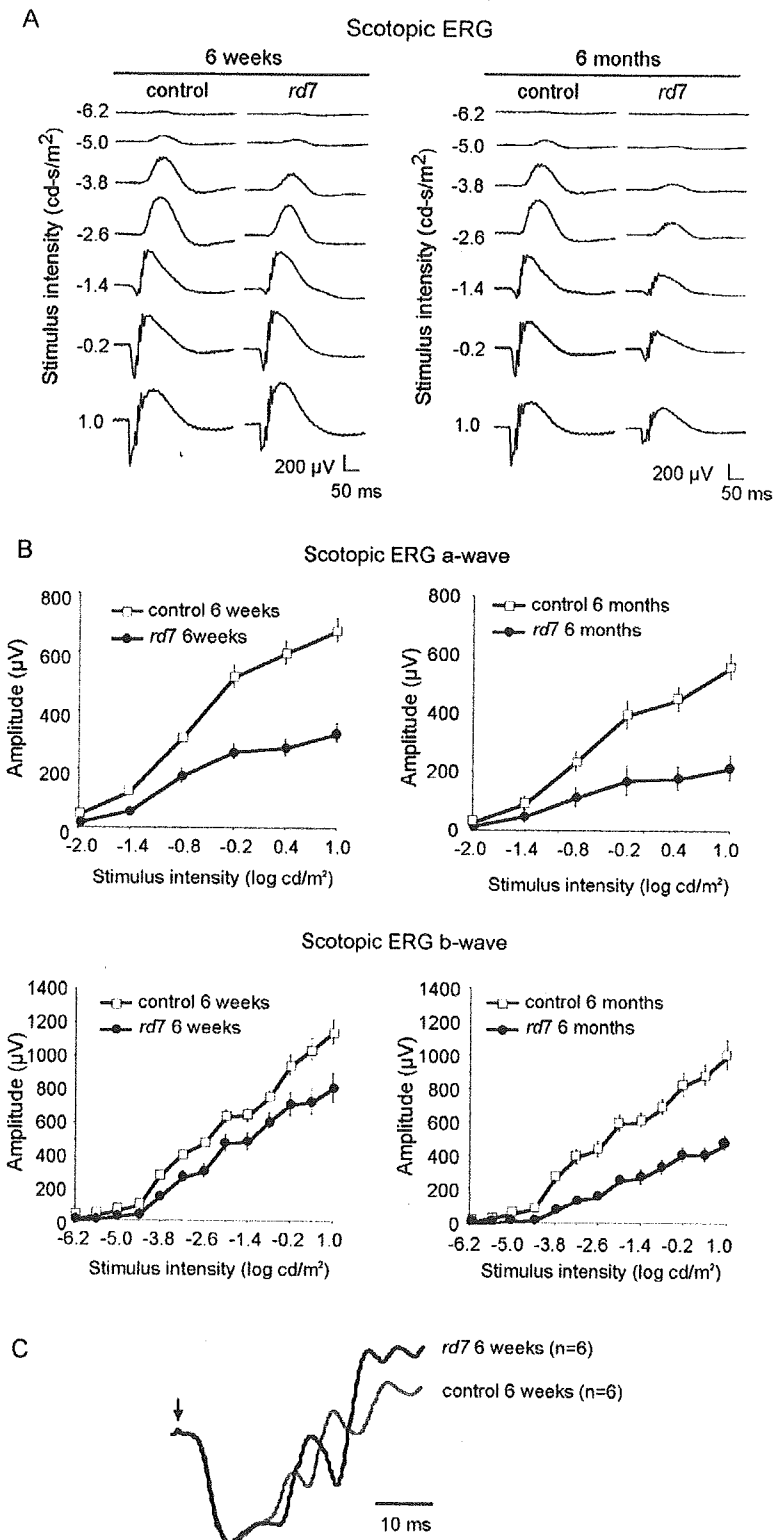 A
Scotopic ERG
6 weeks
6 months
control rd7
control rd7
Stimulus intensity (cd-s/m²)
-6.2
-5.0
-3.8
-2.6
-1.4
-0.2
1.0
200 µV
50 ms
Stimulus intensity (cd-s/m²)
-6.2
-5.0
-3.8
-2.6
-1.4
-0.2
1.0
200 µV
50 ms
B
Scotopic ERG a-wave
control 6 weeks
rd7 6weeks
Amplitude (µV)
800
600
400
200
0
-2.0 -1.4 -0.8 -0.2 0.4 1.0
Stimulus intensity (log cd/m²)
control 6 months
rd7 6 months
Amplitude (µV)
800
600
400
200
0
-2.0 -1.4 -0.8 -0.2 0.4 1.0
Stimulus intensity (log cd/m²)
Scotopic ERG b-wave
control 6 weeks
rd7 6 weeks
Amplitude (µV)
1400
1200
1000
800
600
400
200
0
-6.2 -5.0 -3.8 -2.6 -1.4 -0.2 1.0
Stimulus intensity (log cd/m²)
control 6 months
rd7 6 months
Amplitude (µV)
1400
1200
1000
800
600
400
200
0
-6.2 -5.0 -3.8 -2.6 -1.4 -0.2 1.0
Stimulus intensity (log cd/m²)
C
rd7 6 weeks (n=6)
control 6 weeks (n=6)
10 ms